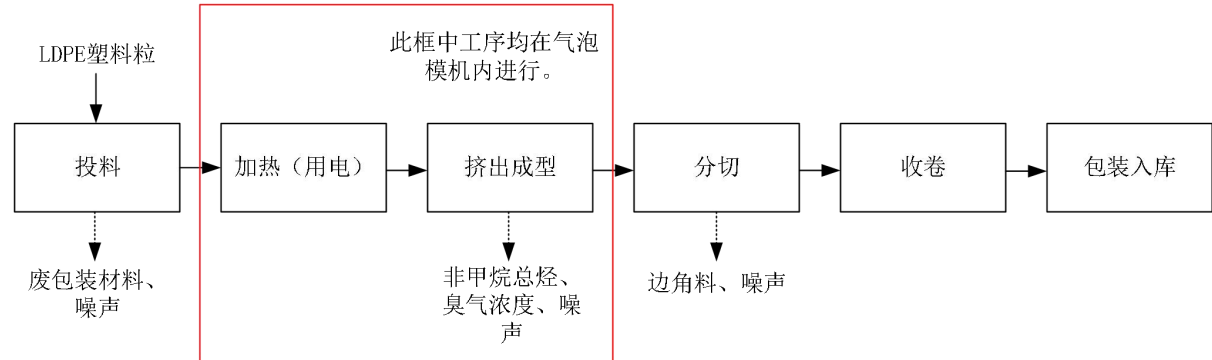 LDPE塑料粒
此框中工序均在气泡
模机内进行。
投料
加热（用电）
挤出成型
分切
收卷
包装入库
废包装材料、
噪声
非甲烷总烃、
臭气浓度、噪
声
边角料、噪声